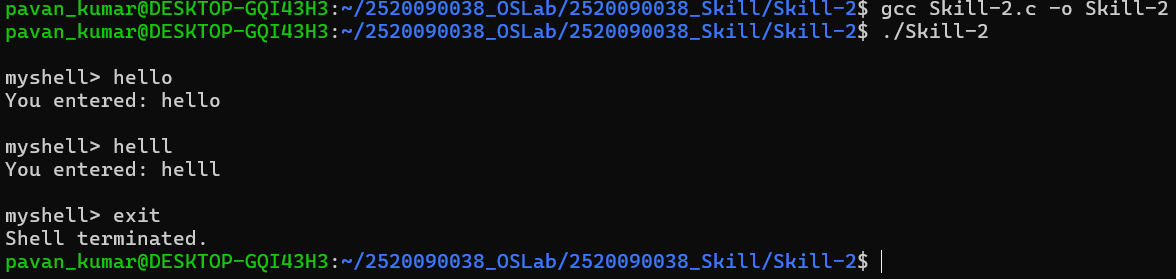 pavan_kumar@DESKTOP-GQI43H3:~/2520090038_OSLab/2520090038_Skill/Skill-2$ gcc Skill-2.c -o Skill-2
pavan_kumar@DESKTOP-GQI43H3:~/2520090038_OSLab/2520090038_Skill/Skill-2$ ./Skill-2
myshell> hello
You entered: hello
myshell> helll
You entered: helll
myshell> exit
Shell terminated.
pavan_kumar@DESKTOP-GQI43H3:~/2520090038_OSLab/2520090038_Skill/Skill-2$